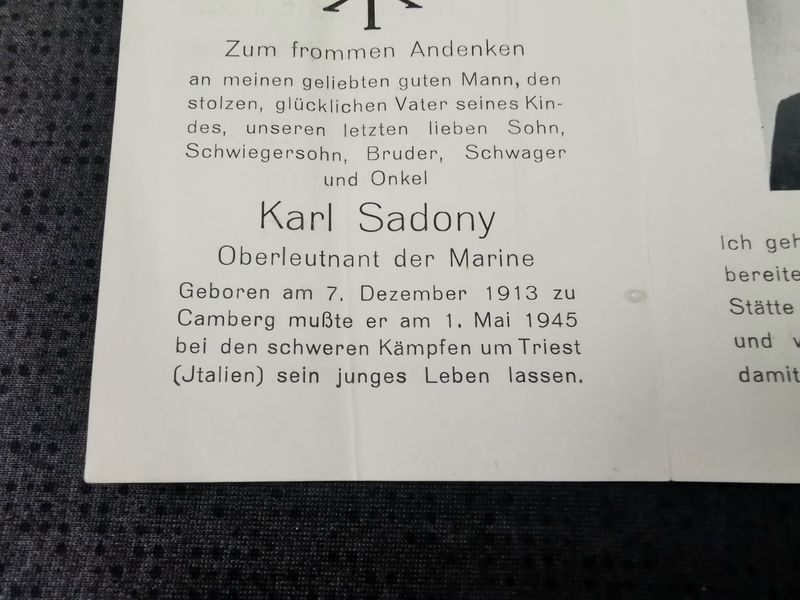 Zum frommen Andenken
an meinen geliebten guten Mann, den
stolzen, glücklichen Vater seines Kin-
des, unseren letzten lieben Sohn,
Schwiegersohn, Bruder, Schwager
und Onkel
Karl Sadony
Oberleutnant der Marine
Geboren am 7. Dezember 1913 zu
Camberg mußte er am 1. Mai 1945
bei den schweren Kämpfen um Triest
(Jtalien) sein junges Leben lassen.
Ich geh
bereite
Stätte
und v
damit